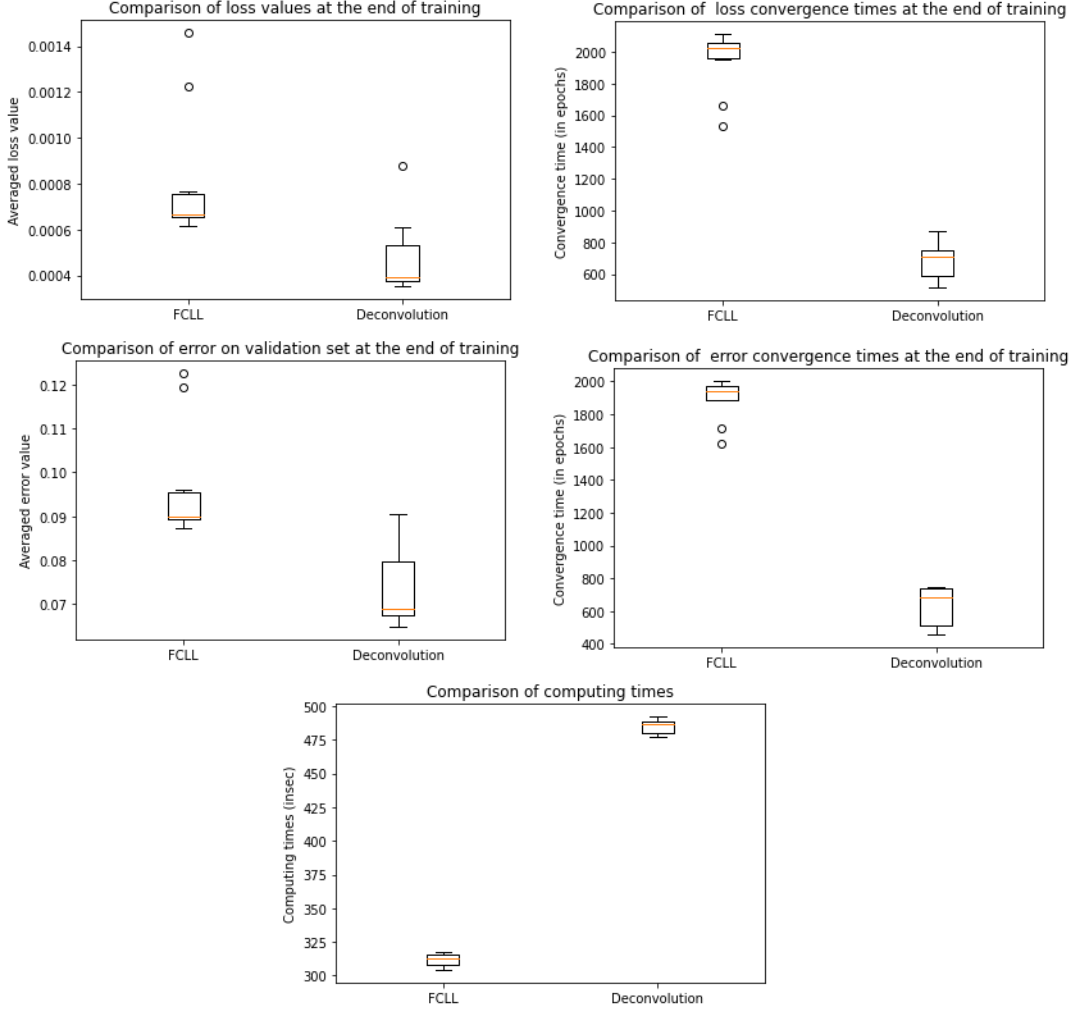 Comparison of loss values at the end of training
Averaged loss value
0.0014
0.0012
0.0010
0.0008
0.0006
0.0004
FCLL Deconvolution
Comparison of  loss convergence times at the end of training
Convergence time (in epochs)
2000
1800
1600
1400
1200
1000
800
600
FCLL Deconvolution
Comparison of error on validation set at the end of training
Averaged error value
0.12
0.11
0.10
0.09
0.08
0.07
FCLL Deconvolution
Comparison of  error convergence times at the end of training
Convergence time (in epochs)
2000
1800
1600
1400
1200
1000
800
600
400
FCLL Deconvolution
Comparison of computing times
Computing times (insec)
500
475
450
425
400
375
350
325
300
FCLL Deconvolution